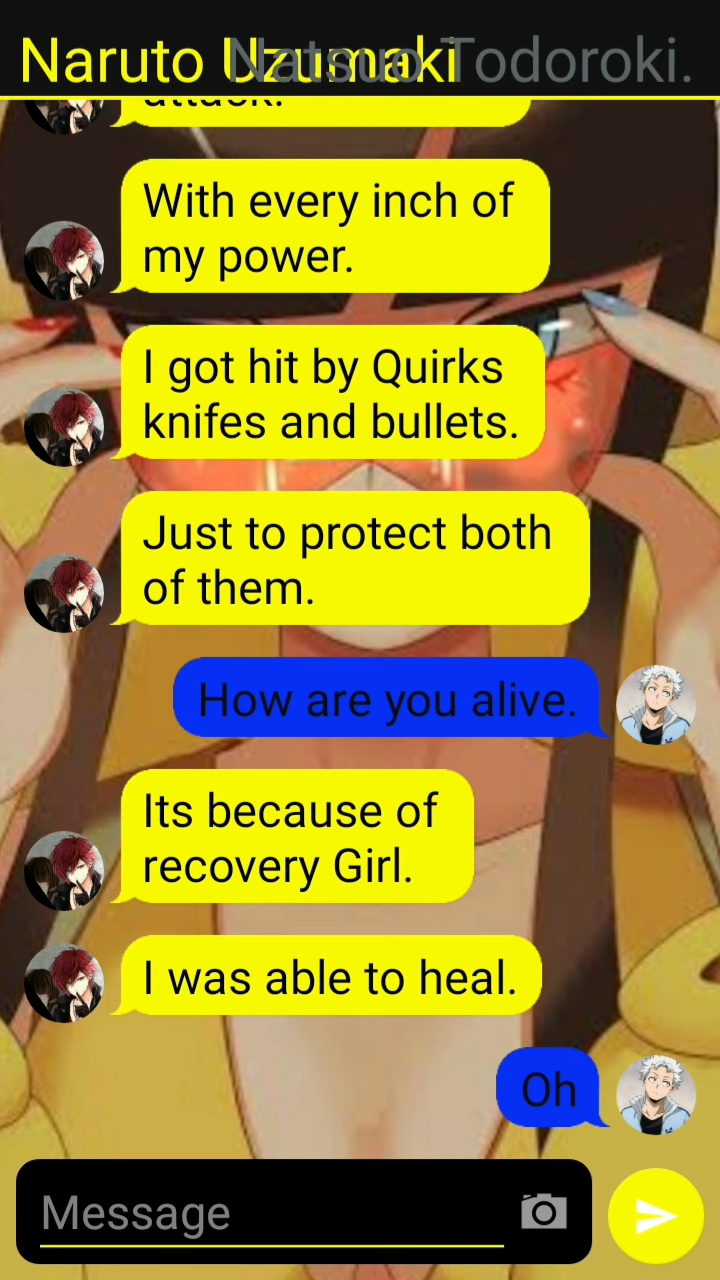 Naruto Uzumaki Natsuo Todoroki.
attack.
With every inch of
my power.
I got hit by Quirks
knifes and bullets.
Just to protect both
of them.
How are you alive.
Its because of
recovery Girl.
I was able to heal.
Oh
Message